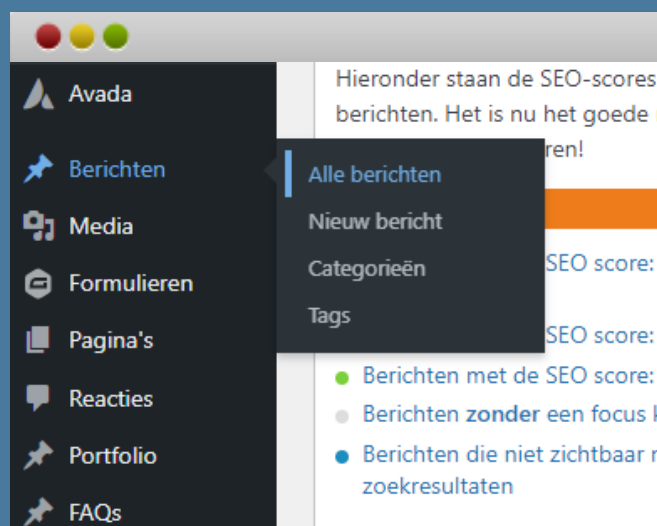 Avada
Berichten
Media
Formulieren
Pagina's
Reacties
Portfolio
FAQs
Alle berichten
Nieuw bericht
Categorieën
Tags
Hieronder staan de SEO-scores
berichten. Het is nu het goede
ren!
SEO score:
SEO score:
Berichten met de SEO score:
Berichten zonder een focus
Berichten die niet zichtbaar
zoekresultaten